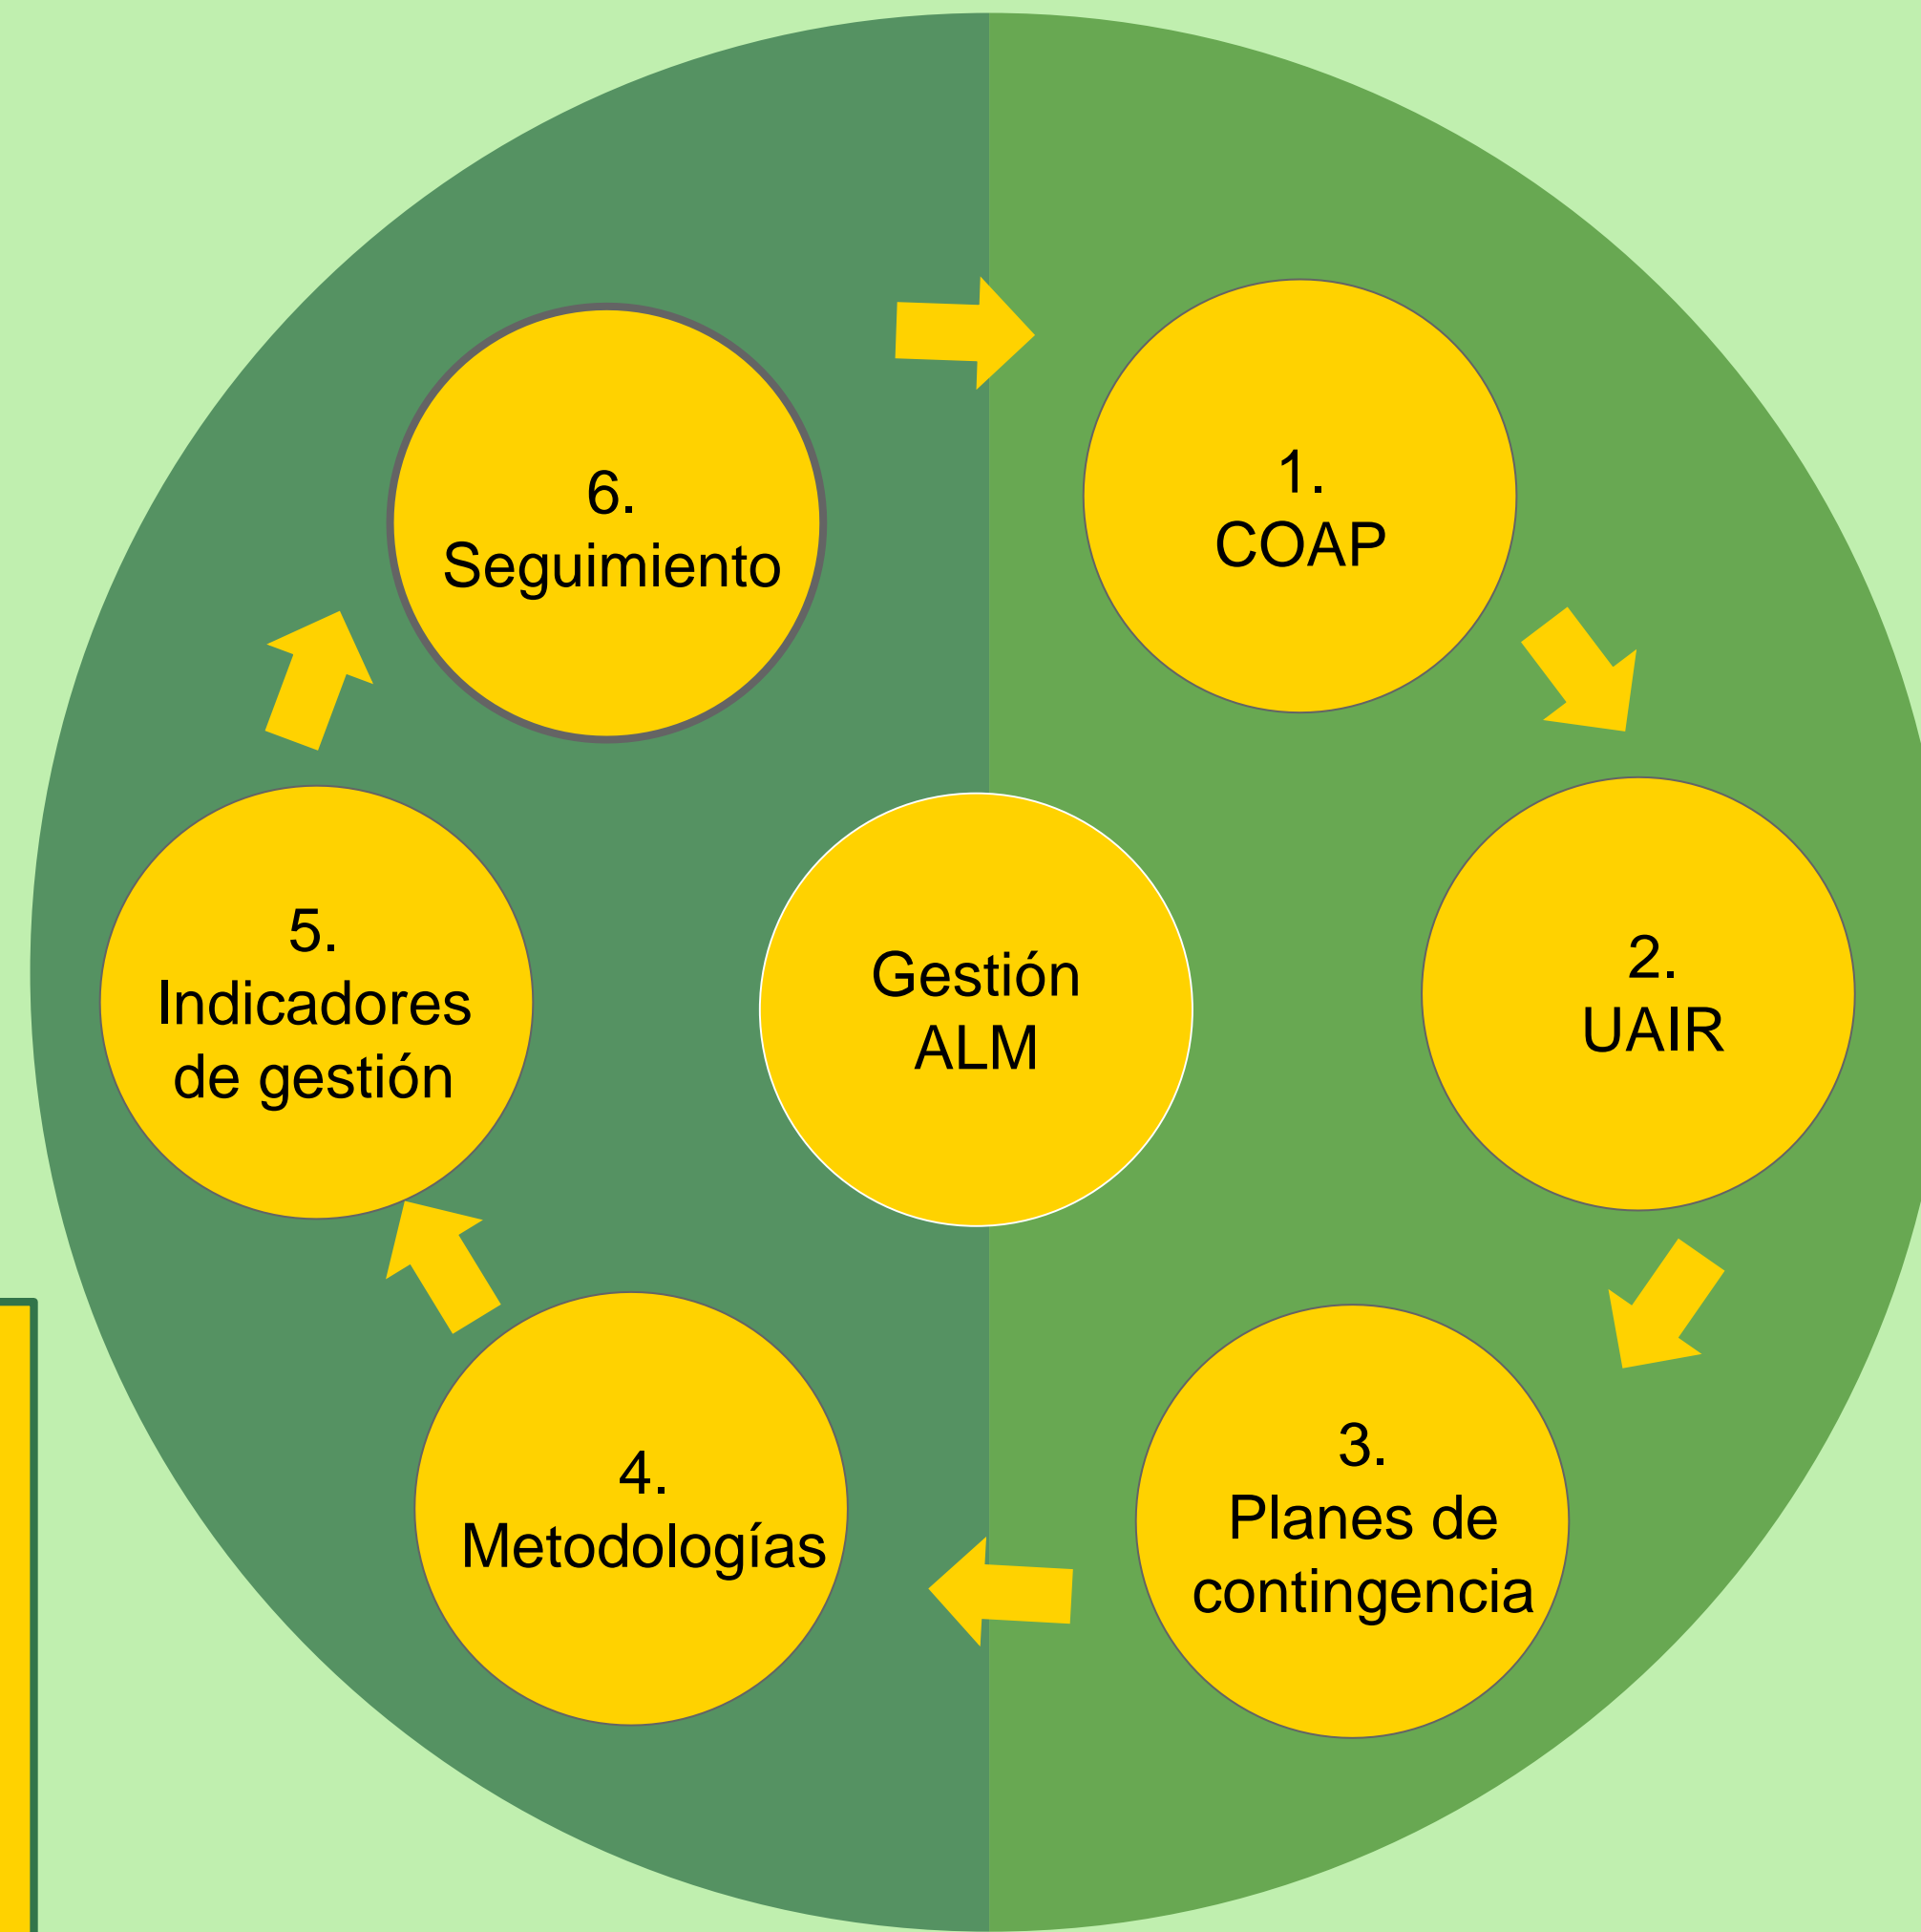 1.
COAP
2.
UAIR
3.
Planes de
contingencia
4.
Metodologías
5.
Indicadores
de gestión
6.
Seguimiento
Gestión
ALM